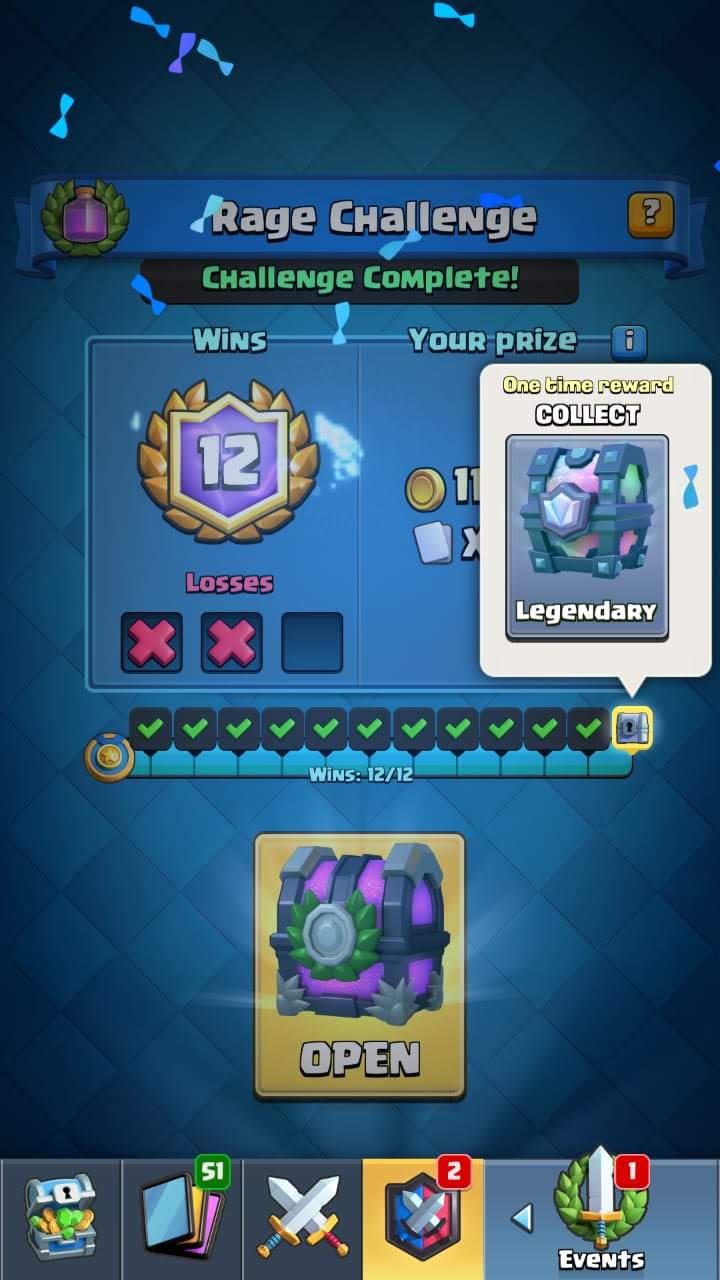 Rage Challenge
?
Challenge Complete!
Wins
Your prize
i
12
One time reward
COLLECT
Legendary
Losses
Wins: 12/12
OPEN
51
2
1
Events